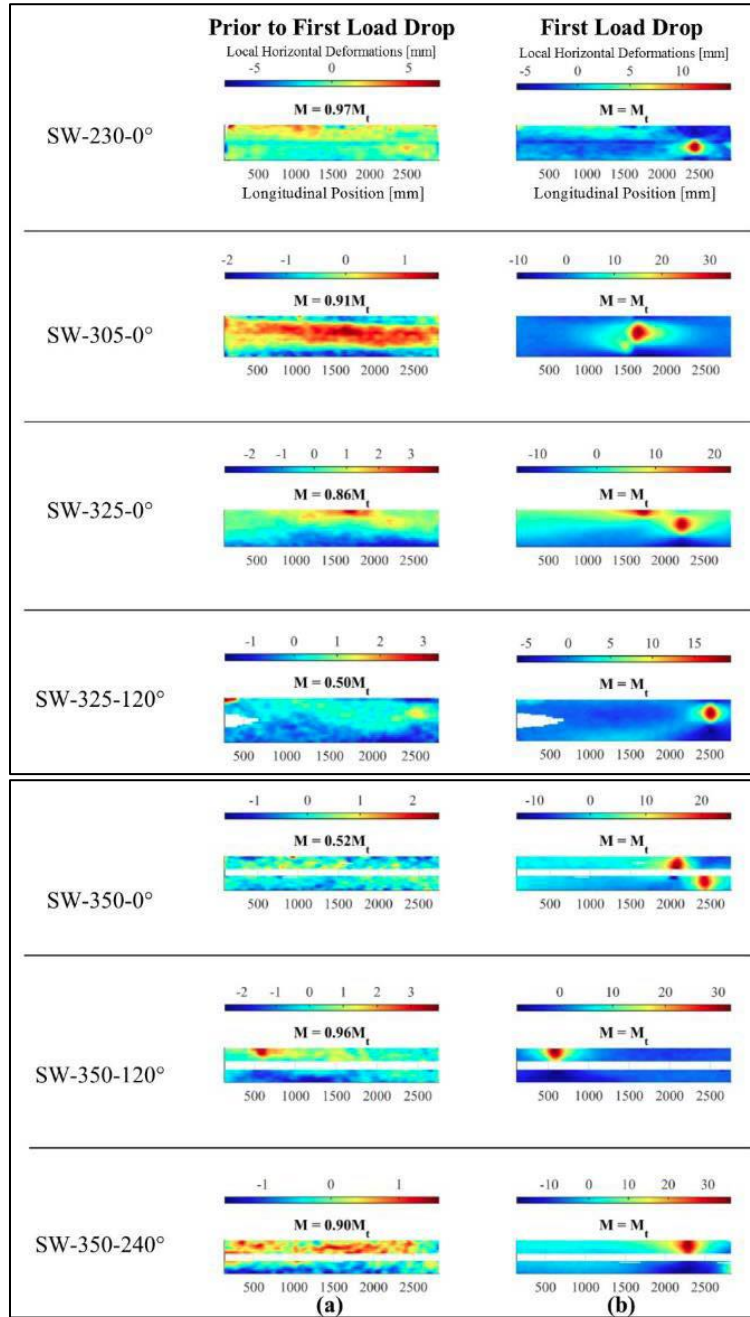 Prior to First Load Drop First Load Drop
Local Horizontal Deformations [mm] Local Horizontal Deformations [mm]
-5 0 5 -5 0 5 10
M = 0.97Mt M = Mt
SW-230-0°
500 1000 1500 2000 2500 500 1000 1500 2000 2500
Longitudinal Position [mm] Longitudinal Position [mm]
-2 -1 0 1 -10 0 10 20 30
M = 0.91Mt M = Mt
SW-305-0°
500 1000 1500 2000 2500 500 1000 1500 2000 2500
-2 -1 0 1 2 3 -10 0 10 20
M = 0.86Mt M = Mt
SW-325-0°
500 1000 1500 2000 2500 500 1000 1500 2000 2500
-1 0 1 2 3 -5 0 5 10 15
M = 0.50Mt M = Mt
SW-325-120°
500 1000 1500 2000 2500 500 1000 1500 2000 2500
-1 0 1 2 -10 0 10 20
M = 0.52Mt M = Mt
SW-350-0°
500 1000 1500 2000 2500 500 1000 1500 2000 2500
-2 -1 0 1 2 3 0 10 20 30
M = 0.96Mt M = Mt
SW-350-120°
500 1000 1500 2000 2500 500 1000 1500 2000 2500
-1 0 1 -10 0 10 20 30
M = 0.90Mt M = Mt
SW-350-240°
500 1000 1500 2000 2500 500 1000 1500 2000 2500
(a) (b)